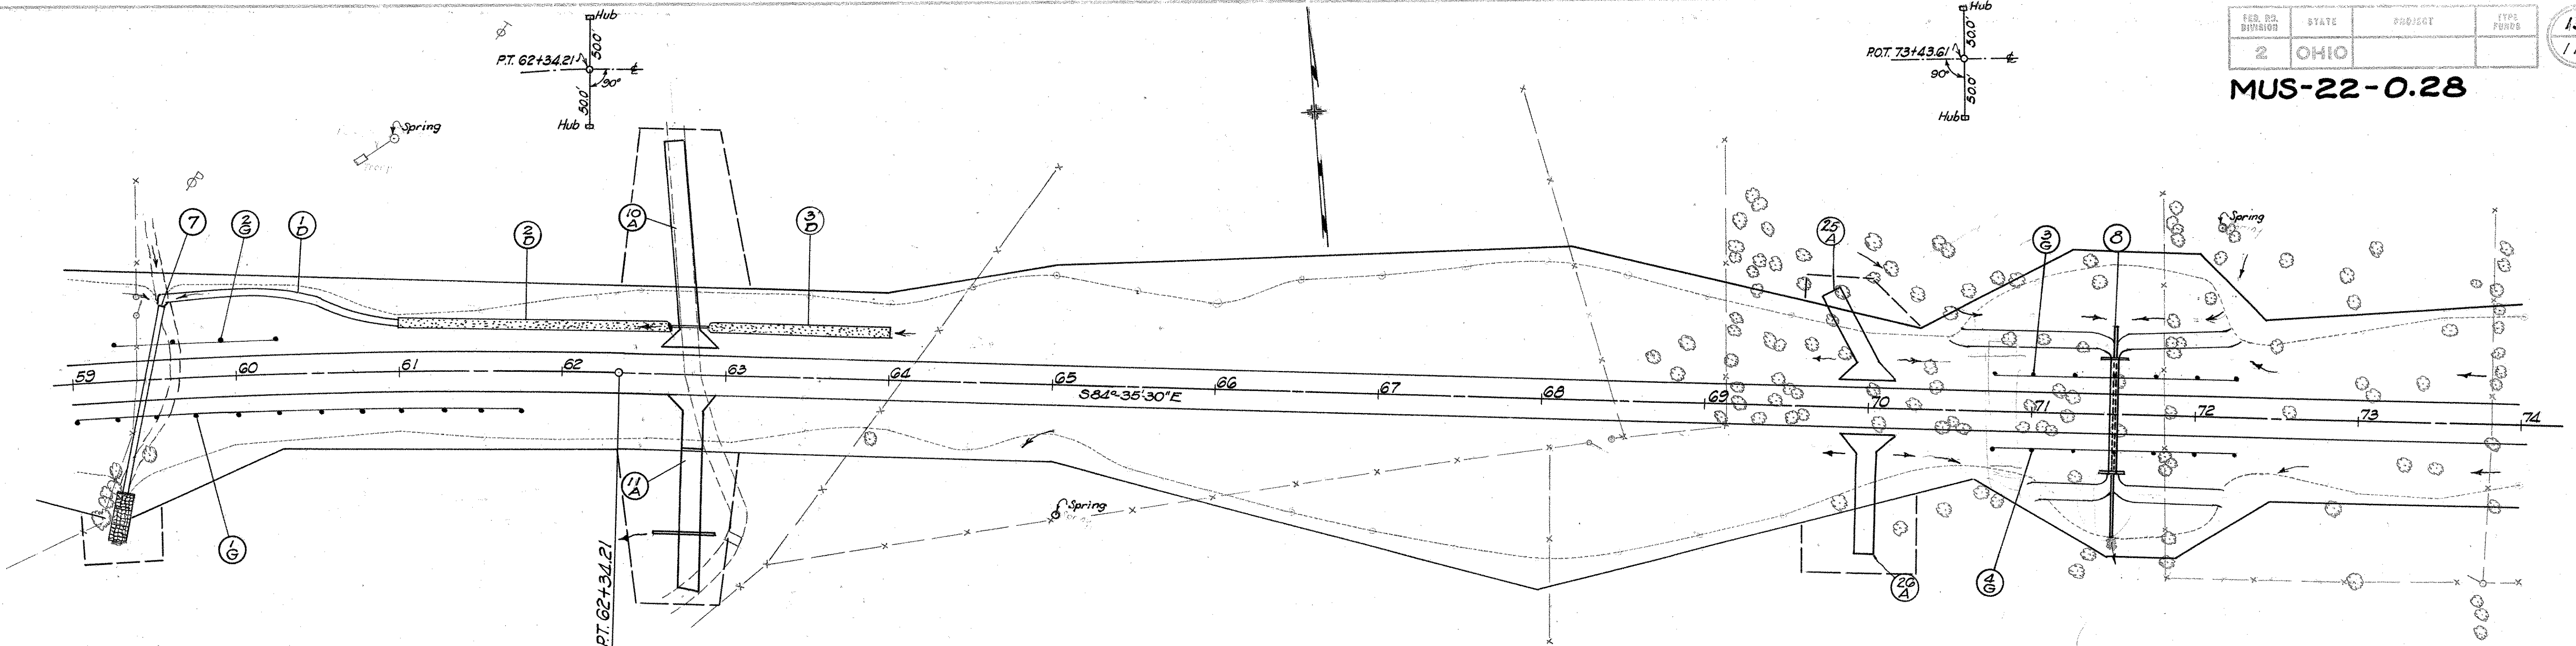 Hub
50.0'
P.T. 62+34.21
℄
90°
50.0'
Hub
Hub
50.0'
P.O.T. 73+43.61
℄
90°
50.0'
Hub
FED. RD. DIVISION
STATE
PROJECT
TYPE FUNDS
2
OHIO
MUS-22-0.28
Spring
7
2 G
1 D
2 D
10 A
3 D
25 A
3 G
8
Spring
59
60
61
62
63
64
65
66
67
68
69
70
71
72
73
74
S84°-35'30"E
1 G
11 A
P.T. 62+34.21
Spring
26 A
4 G